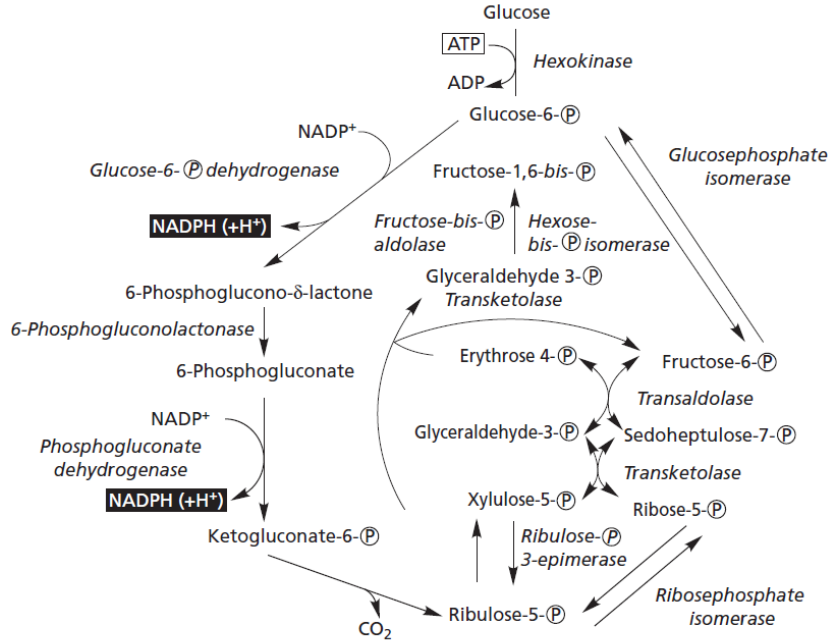 Glucose
ATP
Hexokinase
ADP
Glucose-6-Ⓟ
NADP⁺
Glucose-6-Ⓟ dehydrogenase
Glucosephosphate
isomerase
Fructose-1,6-bis-Ⓟ
NADPH (+H⁺)
Fructose-bis-Ⓟ
aldolase
Hexose-
bis-Ⓟ isomerase
6-Phosphoglucono-δ-lactone
Glyceraldehyde 3-Ⓟ
Transketolase
6-Phosphogluconolactonase
Erythrose 4-Ⓟ
Fructose-6-Ⓟ
6-Phosphogluconate
Transaldolase
NADP⁺
Glyceraldehyde-3-Ⓟ
Sedoheptulose-7-Ⓟ
Phosphogluconate
dehydrogenase
Transketolase
NADPH (+H⁺)
Xylulose-5-Ⓟ
Ribose-5-Ⓟ
Ketogluconate-6-Ⓟ
Ribulose-Ⓟ
3-epimerase
Ribosephosphate
isomerase
Ribulose-5-Ⓟ
CO₂